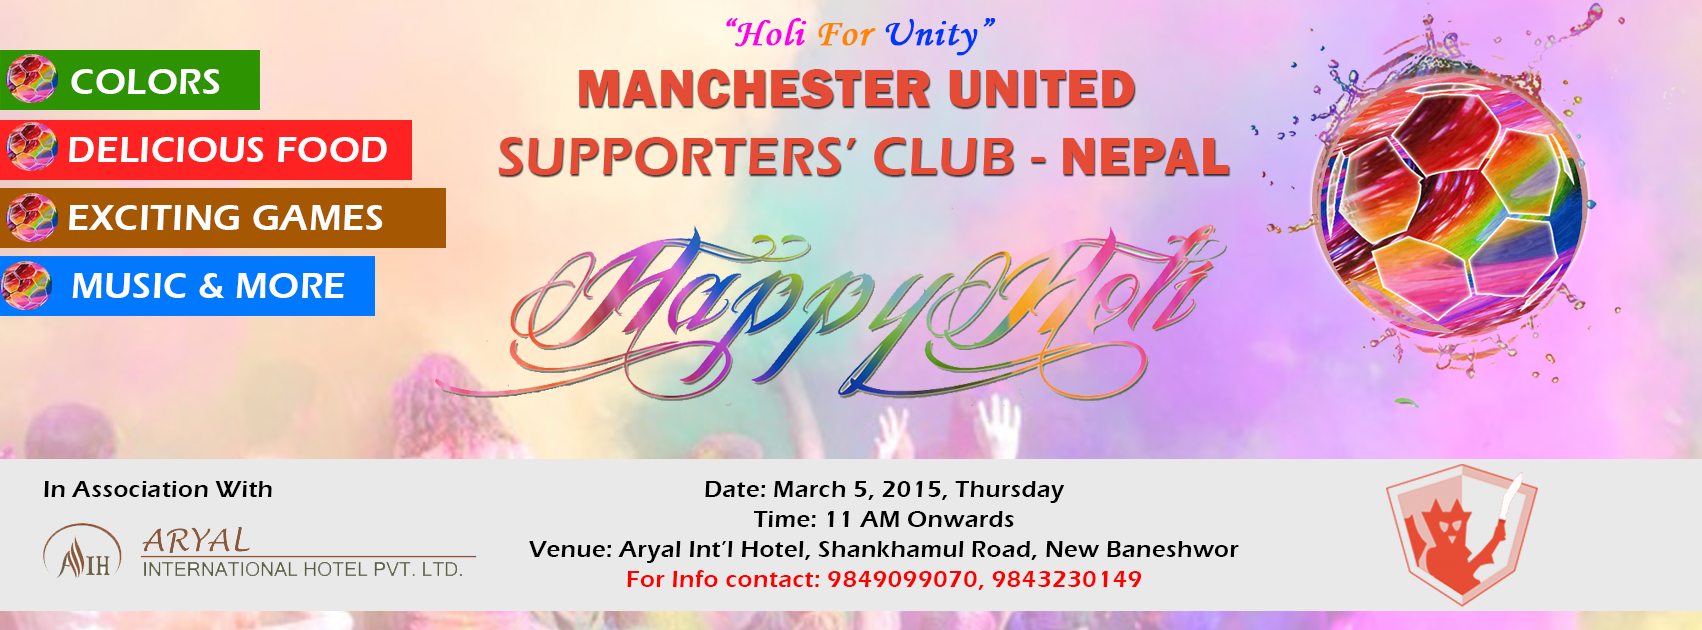 “Holi For Unity”
MANCHESTER UNITED
SUPPORTERS’ CLUB - NEPAL
COLORS
DELICIOUS FOOD
EXCITING GAMES
MUSIC & MORE
Happy Holi
In Association With
AIH
ARYAL
INTERNATIONAL HOTEL PVT. LTD.
Date: March 5, 2015, Thursday
Time: 11 AM Onwards
Venue: Aryal Int’l Hotel, Shankhamul Road, New Baneshwor
For Info contact: 9849099070, 9843230149